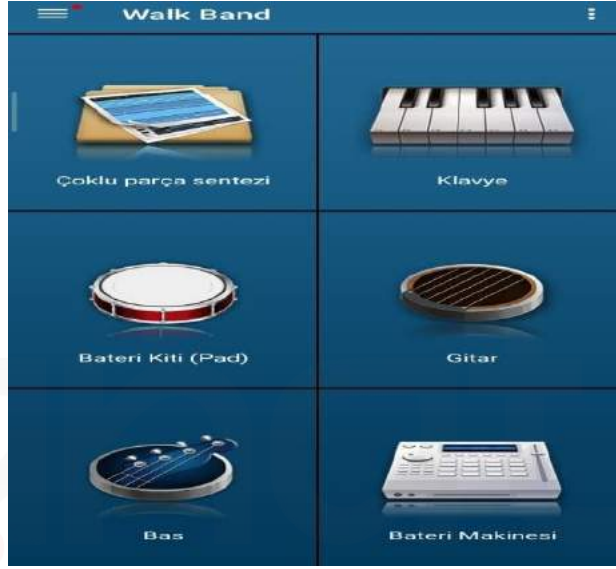 Walk Band
Çoklu parça sentezi
Klavye
Bateri Kiti (Pad)
Gitar
Bas
Bateri Makinesi